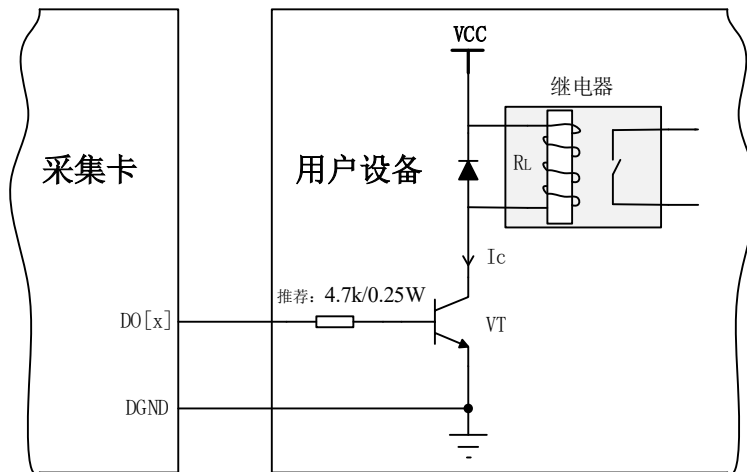 VCC
继电器
采集卡
用户设备
RL
Ic
推荐：4.7k/0.25W
DO[x]
VT
DGND